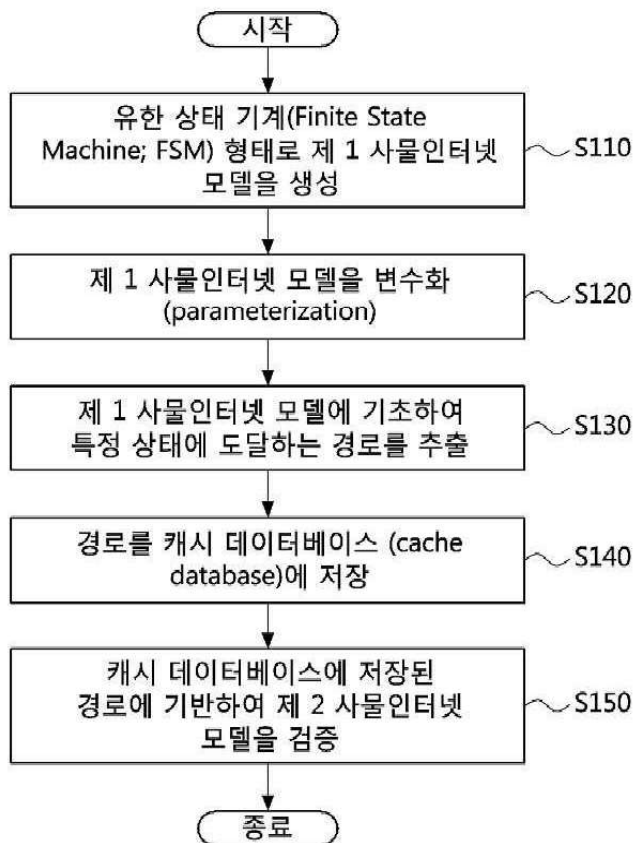 시작
유한 상태 기계(Finite State
Machine; FSM) 형태로 제 1 사물인터넷
모델을 생성
S110
제 1 사물인터넷 모델을 변수화
(parameterization)
S120
제 1 사물인터넷 모델에 기초하여
특정 상태에 도달하는 경로를 추출
S130
경로를 캐시 데이터베이스 (cache
database)에 저장
S140
캐시 데이터베이스에 저장된
경로에 기반하여 제 2 사물인터넷
모델을 검증
S150
종료